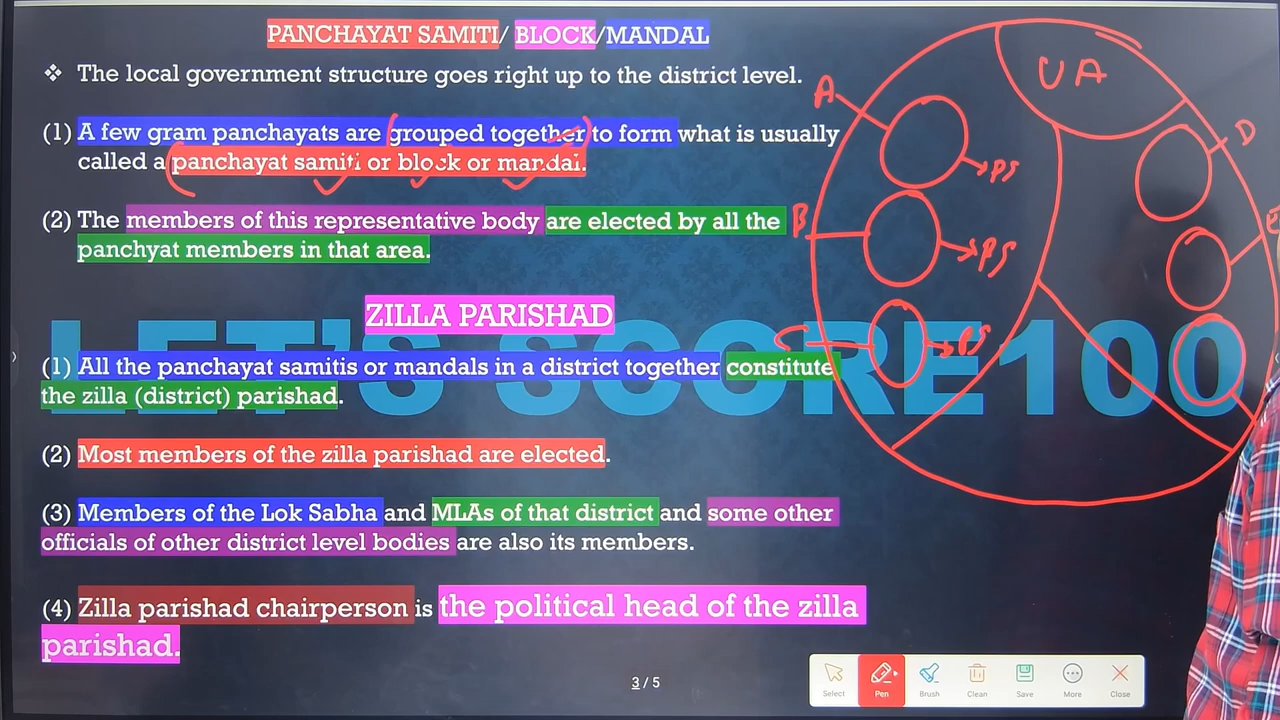 PANCHAYAT SAMITI/ BLOCK/MANDAL
❖ The local government structure goes right up to the district level.
(1) A few gram panchayats are grouped together to form what is usually
called a panchayat samiti or block or mandal.
(2) The members of this representative body are elected by all the
panchyat members in that area.
ZILLA PARISHAD
LET'S SCORE100
(1) All the panchayat samitis or mandals in a district together constitute
the zilla (district) parishad.
(2) Most members of the zilla parishad are elected.
(3) Members of the Lok Sabha and MLAs of that district and some other
officials of other district level bodies are also its members.
(4) Zilla parishad chairperson is the political head of the zilla
parishad.
UA
A
PS
B
PS
C
PS
D
E
3 / 5
Select Pen Brush Clean Save More Close